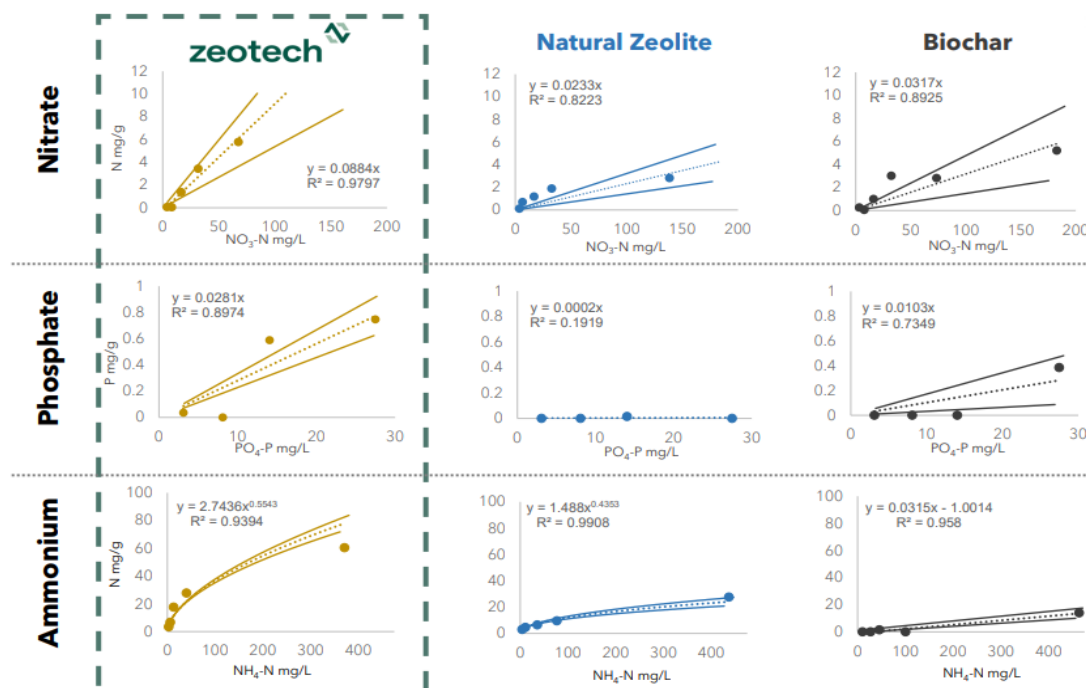 zeotech
Natural Zeolite
Biochar
Nitrate
N mg/g
12
10
8
6
4
2
0
y = 0.0884x
R² = 0.9797
0
50
100
150
200
NO₃-N mg/L
12
10
8
6
4
2
0
y = 0.0233x
R² = 0.8223
0
50
100
150
200
NO₃-N mg/L
12
10
8
6
4
2
0
y = 0.0317x
R² = 0.8925
0
50
100
150
200
NO₃-N mg/L
Phosphate
P mg/g
1
0.8
0.6
0.4
0.2
0
y = 0.0281x
R² = 0.8974
0
10
20
30
PO₄-P mg/L
1
0.8
0.6
0.4
0.2
0
y = 0.0002x
R² = 0.1919
0
10
20
30
PO₄-P mg/L
1
0.8
0.6
0.4
0.2
0
y = 0.0103x
R² = 0.7349
0
10
20
30
PO₄-P mg/L
Ammonium
N mg/g
100
80
60
40
20
0
y = 2.7436x⁰·⁵⁵⁴³
R² = 0.9394
0
100
200
300
400
NH₄-N mg/L
100
80
60
40
20
0
y = 1.488x⁰·⁴³⁵³
R² = 0.9908
0
100
200
300
400
NH₄-N mg/L
100
80
60
40
20
0
y = 0.0315x - 1.0014
R² = 0.958
0
100
200
300
400
NH₄-N mg/L